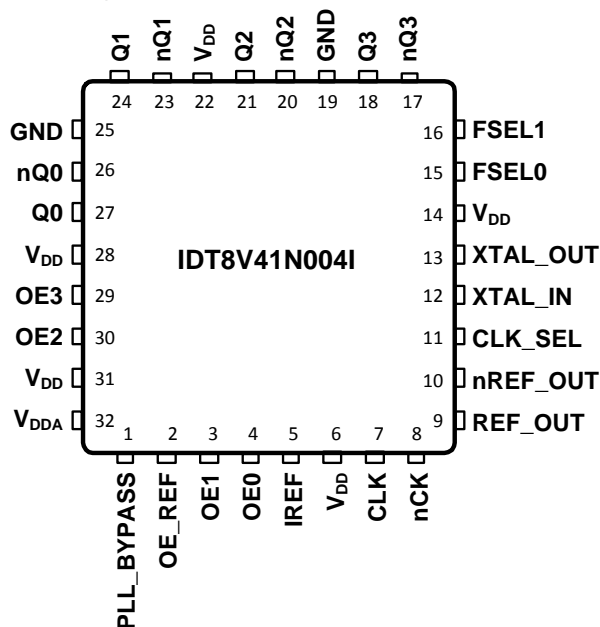 Q1
nQ1
VDD
Q2
nQ2
GND
Q3
nQ3
24
23
22
21
20
19
18
17
GND 25
nQ0 26
Q0 27
VDD 28
OE3 29
OE2 30
VDD 31
VDDA 32
IDT8V41N004I
16 FSEL1
15 FSEL0
14 VDD
13 XTAL_OUT
12 XTAL_IN
11 CLK_SEL
10 nREF_OUT
9 REF_OUT
1
2
3
4
5
6
7
8
PLL_BYPASS
OE_REF
OE1
OE0
IREF
VDD
CLK
nCK